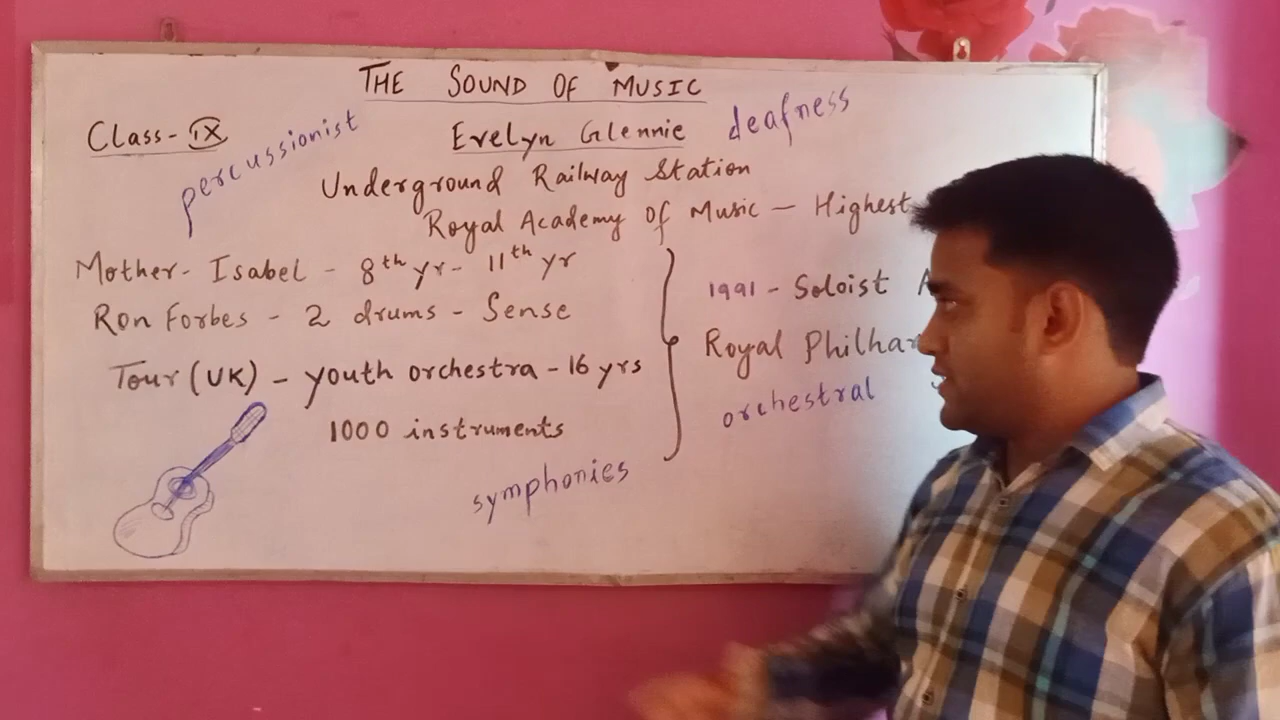 THE SOUND OF MUSIC
Class-IX
percussionist
Evelyn Glennie
deafness
Underground Railway Station
Royal Academy of Music - Highest
Mother- Isabel - 8th yr- 11th yr
Ron Forbes - 2 drums - Sense
Tour (UK) - youth orchestra - 16 yrs
1000 instruments
symphonies
1991 - Soloist
Royal Philhar
orchestral